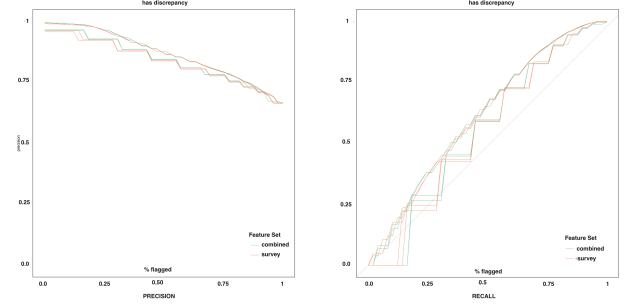 has discrepancy
1
0.75
0.5
0.25
0.0
precision
Feature Set
combined
survey
% flagged
0.0
0.25
0.5
0.75
1
PRECISION
has discrepancy
1
0.75
0.5
0.25
0.0
Feature Set
combined
survey
% flagged
0.0
0.25
0.5
0.75
1
RECALL